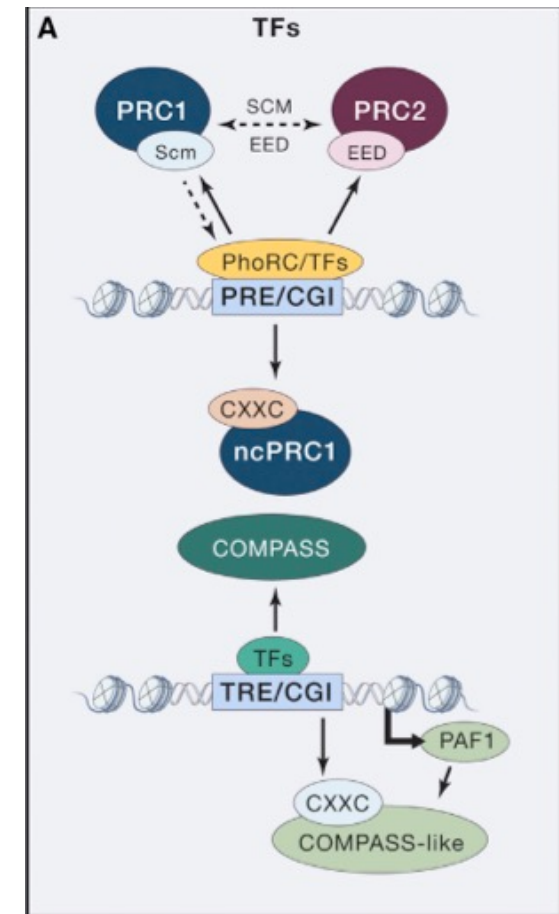 A
TFs
PRC1
SCM
PRC2
Scm
EED
EED
PhoRC/TFs
PRE/CGI
CXXC
ncPRC1
COMPASS
TFs
TRE/CGI
PAF1
CXXC
COMPASS-like